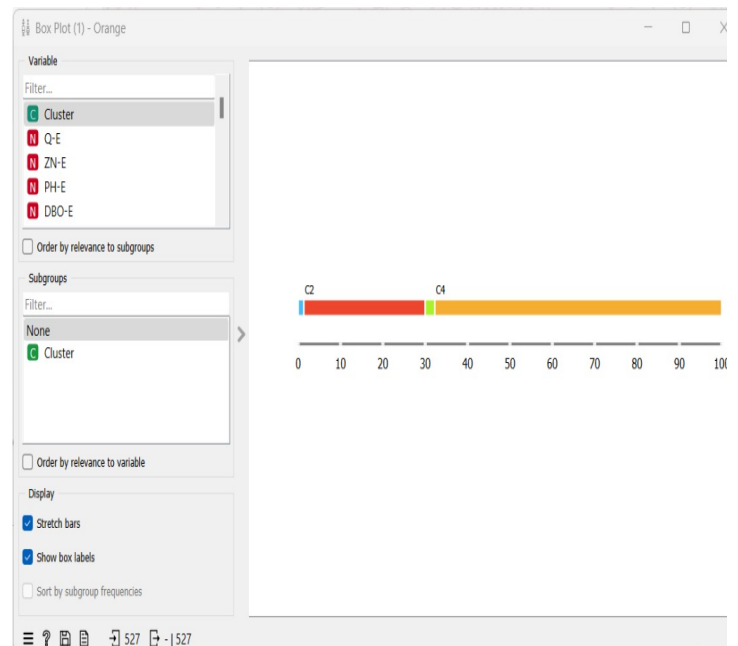 Box Plot (1) - Orange
Variable
Filter...
C Cluster
N Q-E
N ZN-E
N PH-E
N DBO-E
Order by relevance to subgroups
Subgroups
Filter...
None
C Cluster
Order by relevance to variable
Display
Stretch bars
Show box labels
Sort by subgroup frequencies
? 527 - | 527
C2 C4
0 10 20 30 40 50 60 70 80 90 100